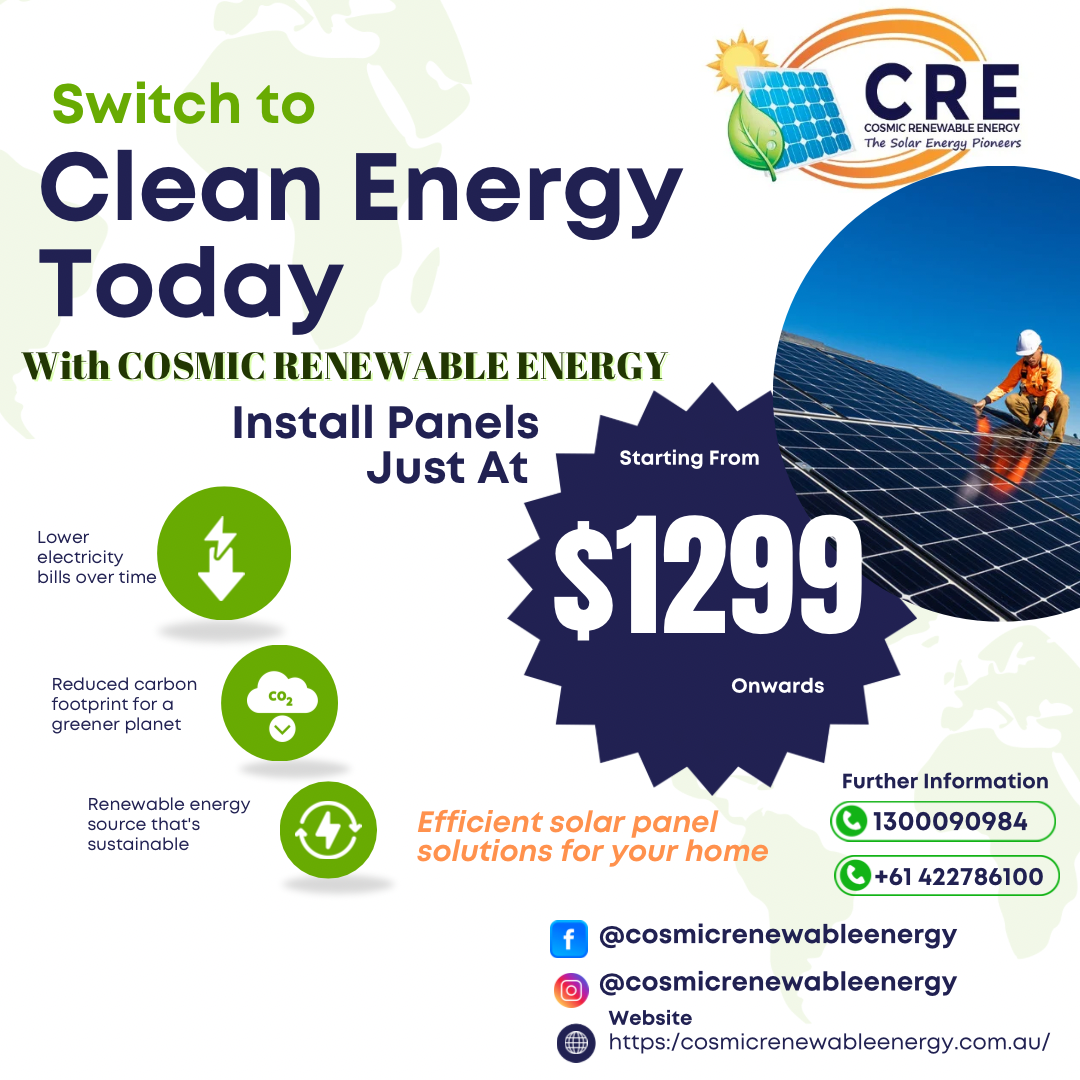 CRE
COSMIC RENEWABLE ENERGY
The Solar Energy Pioneers
Switch to
Clean Energy
Today
With COSMIC RENEWABLE ENERGY
Install Panels
Just At
Starting From
$1299
Onwards
Lower
electricity
bills over time
CO2
Reduced carbon
footprint for a
greener planet
Renewable energy
source that's
sustainable
Efficient solar panel
solutions for your home
Further Information
1300090984
+61 422786100
@cosmicrenewableenergy
@cosmicrenewableenergy
Website
https:/cosmicrenewableenergy.com.au/